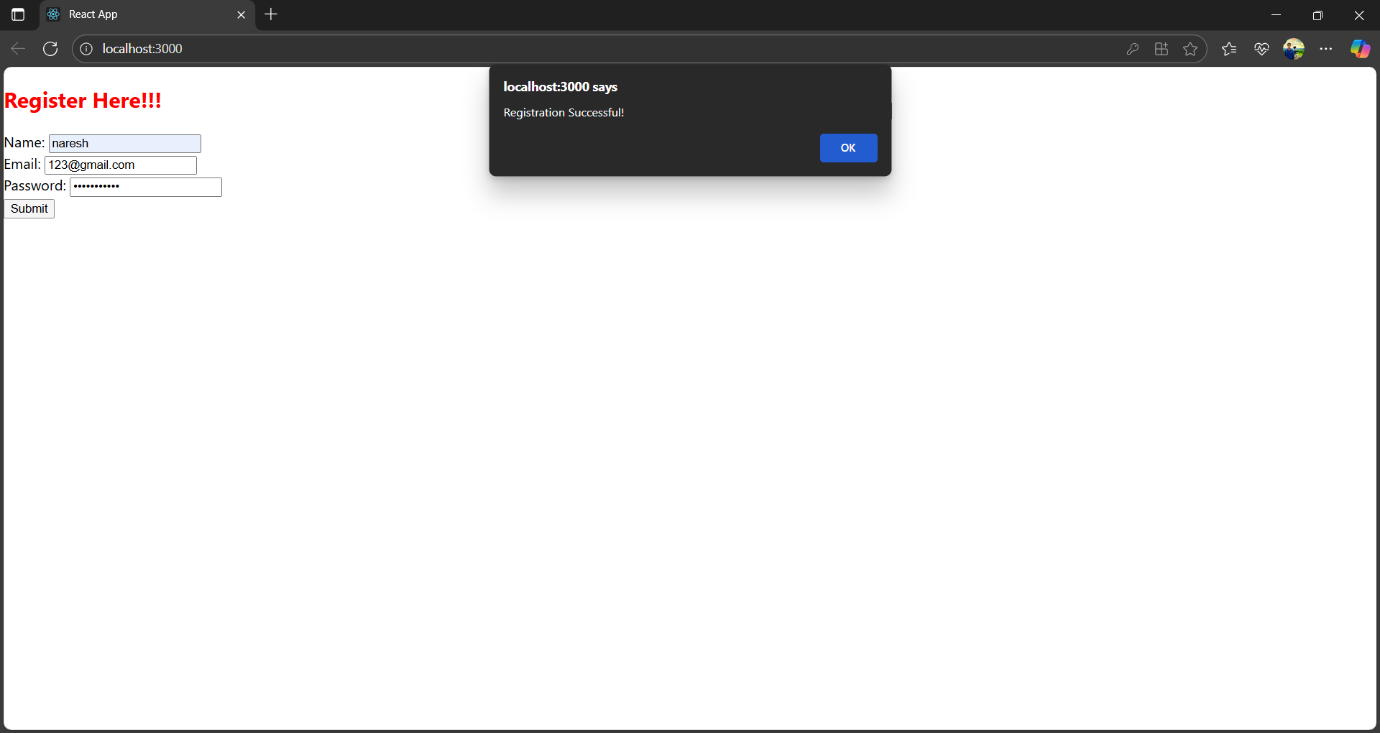 React App
localhost:3000
localhost:3000 says
Registration Successful!
OK
Register Here!!!
Name: naresh
Email: 123@gmail.com
Password: •••••••••••
Submit